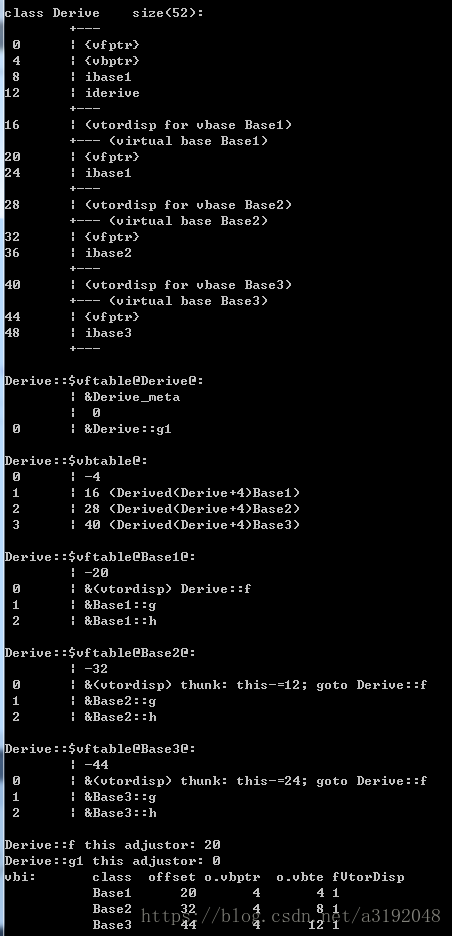 class Derive    size(52):
        +---
 0      | {vfptr}
 4      | {vbptr}
 8      | ibase1
12      | iderive
        +---
16      | (vtordisp for vbase Base1)
        +--- (virtual base Base1)
20      | {vfptr}
24      | ibase1
        +---
28      | (vtordisp for vbase Base2)
        +--- (virtual base Base2)
32      | {vfptr}
36      | ibase2
        +---
40      | (vtordisp for vbase Base3)
        +--- (virtual base Base3)
44      | {vfptr}
48      | ibase3
        +---
Derive::$vftable@Derive@:
        | &Derive_meta
        |  0
 0      | &Derive::g1
Derive::$vbtable@:
 0      | -4
 1      | 16 (Derived(Derive+4)Base1)
 2      | 28 (Derived(Derive+4)Base2)
 3      | 40 (Derived(Derive+4)Base3)
Derive::$vftable@Base1@:
        | -20
 0      | &(vtordisp) Derive::f
 1      | &Base1::g
 2      | &Base1::h
Derive::$vftable@Base2@:
        | -32
 0      | &(vtordisp) thunk: this-=12; goto Derive::f
 1      | &Base2::g
 2      | &Base2::h
Derive::$vftable@Base3@:
        | -44
 0      | &(vtordisp) thunk: this-=24; goto Derive::f
 1      | &Base3::g
 2      | &Base3::h
Derive::f this adjustor: 20
Derive::g1 this adjustor: 0
vbi:       class  offset o.vbptr  o.vbte fVtorDisp
           Base1      20       4       4 1
           Base2      32       4       8 1
           Base3      44       4      12 1
https://blog.csdn.net/a3192048